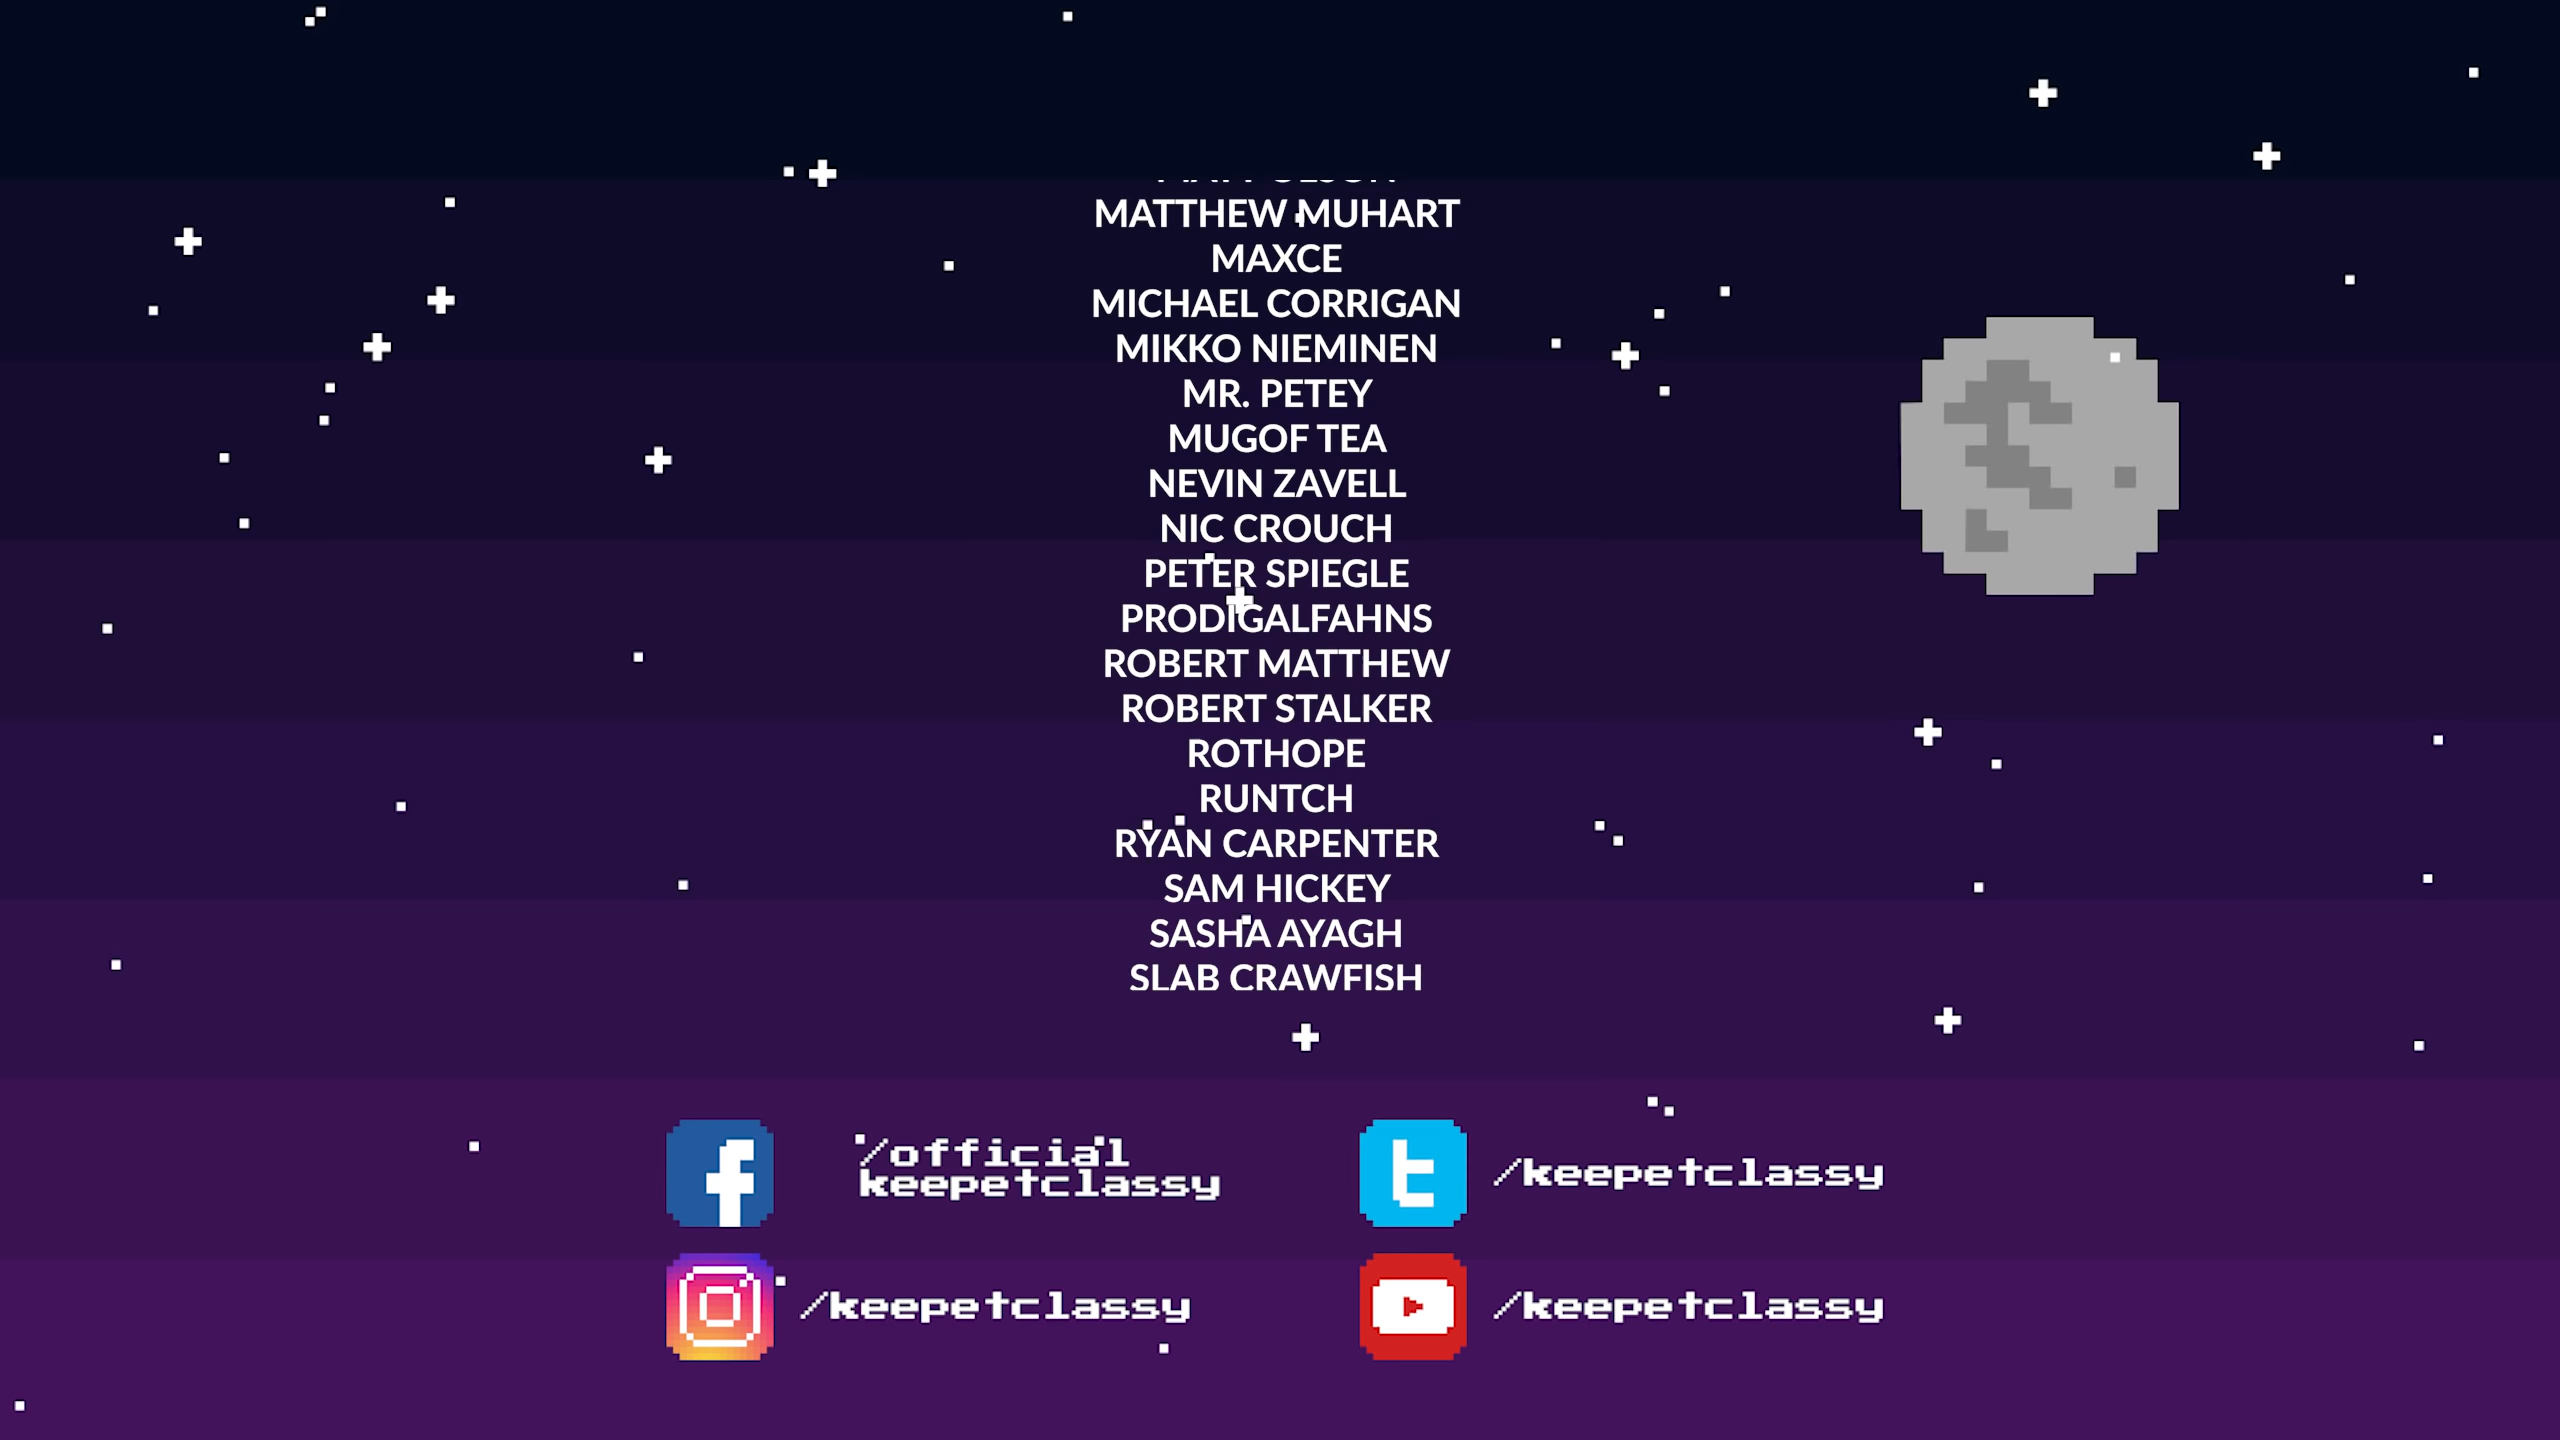 MATTHEW MUHART
MAXCE
MICHAEL CORRIGAN
MIKKO NIEMINEN
MR. PETEY
MUGOF TEA
NEVIN ZAVELL
NIC CROUCH
PETER SPIEGLE
PRODIGALFAHNS
ROBERT MATTHEW
ROBERT STALKER
ROTHOPE
RUNTCH
RYAN CARPENTER
SAM HICKEY
SASHA AYAGH
SLAB CRAWFISH
/official
keepetclassy
/keepetclassy
/keepetclassy
/keepetclassy